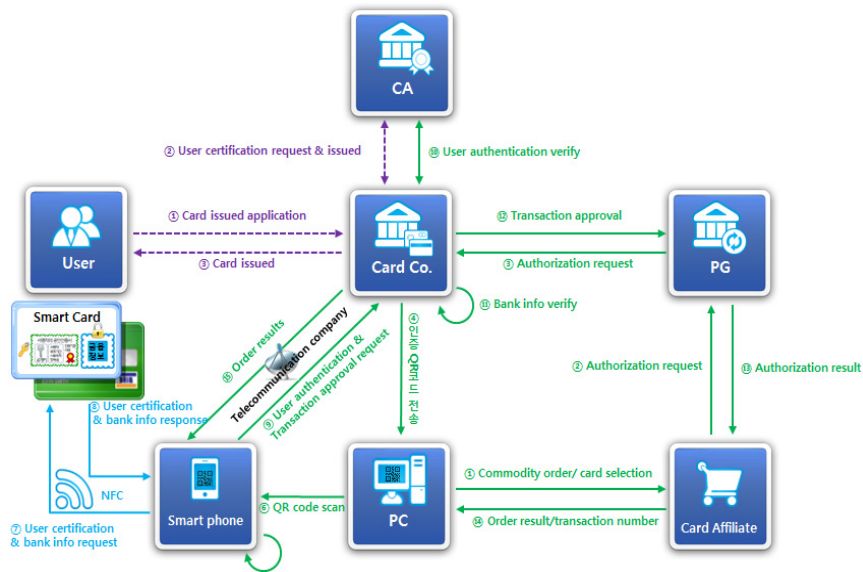 CA
② User certification request & issued
⑩ User authentication verify
① Card issued application
③ Card issued
User
Card Co.
⑫ Transaction approval
③ Authorization request
PG
⑪ Bank info verify
Smart Card
⑮ Order results
Telecommunication company
⑨ User authentication &
Transaction approval request
④ 인증 QR코드 전송
② Authorization request
⑬ Authorization result
⑧ User certification
& bank info response
NFC
⑦ User certification
& bank info request
Smart phone
⑥ QR code scan
PC
① Commodity order/ card selection
⑭ Order result/transaction number
Card Affiliate